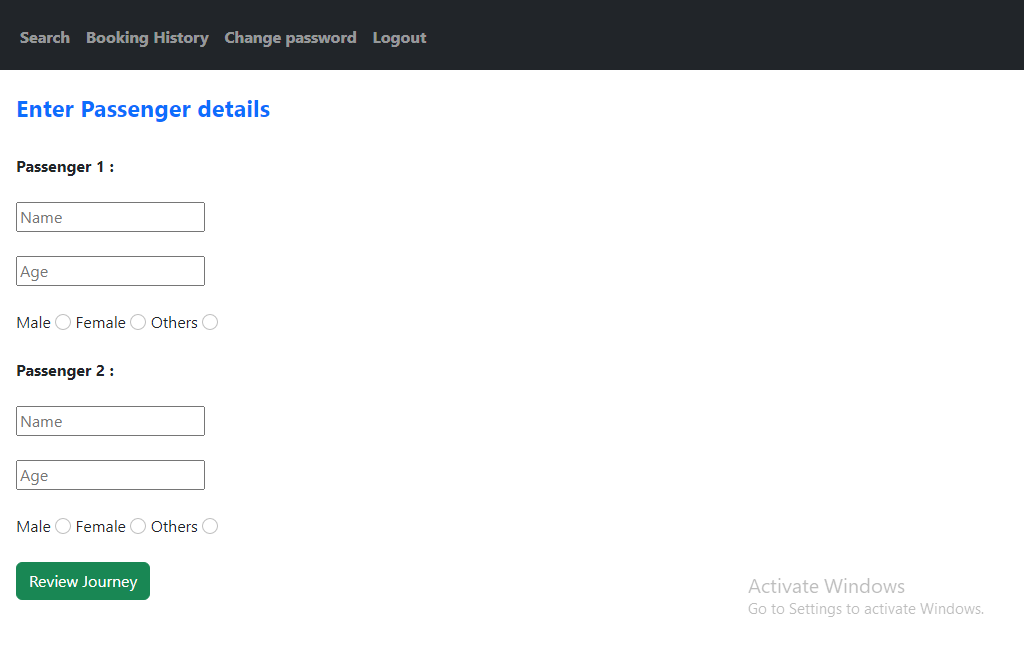 Search Booking History Change password Logout
Enter Passenger details
Passenger 1 :
Name
Age
Male Female Others
Passenger 2 :
Name
Age
Male Female Others
Review Journey
Activate Windows
Go to Settings to activate Windows.